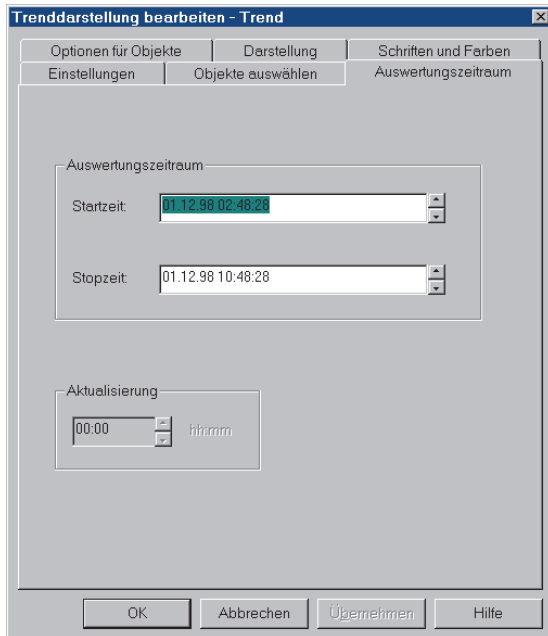 Trenddarstellung bearbeiten - Trend
Optionen für Objekte Darstellung Schriften und Farben
Einstellungen Objekte auswählen Auswertungszeitraum
Auswertungszeitraum
Startzeit: 01.12.98 02:48:28
Stopzeit: 01.12.98 10:48:28
Aktualisierung
00:00 hh:mm
OK Abbrechen Übernehmen Hilfe